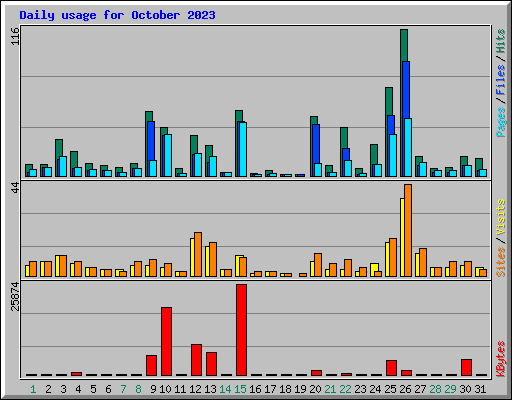 Daily usage for October 2023
116
Pages / Files / Hits
44
Sites / Visits
25874
KBytes
1 2 3 4 5 6 7 8 9 10 11 12 13 14 15 16 17 18 19 20 21 22 23 24 25 26 27 28 29 30 31